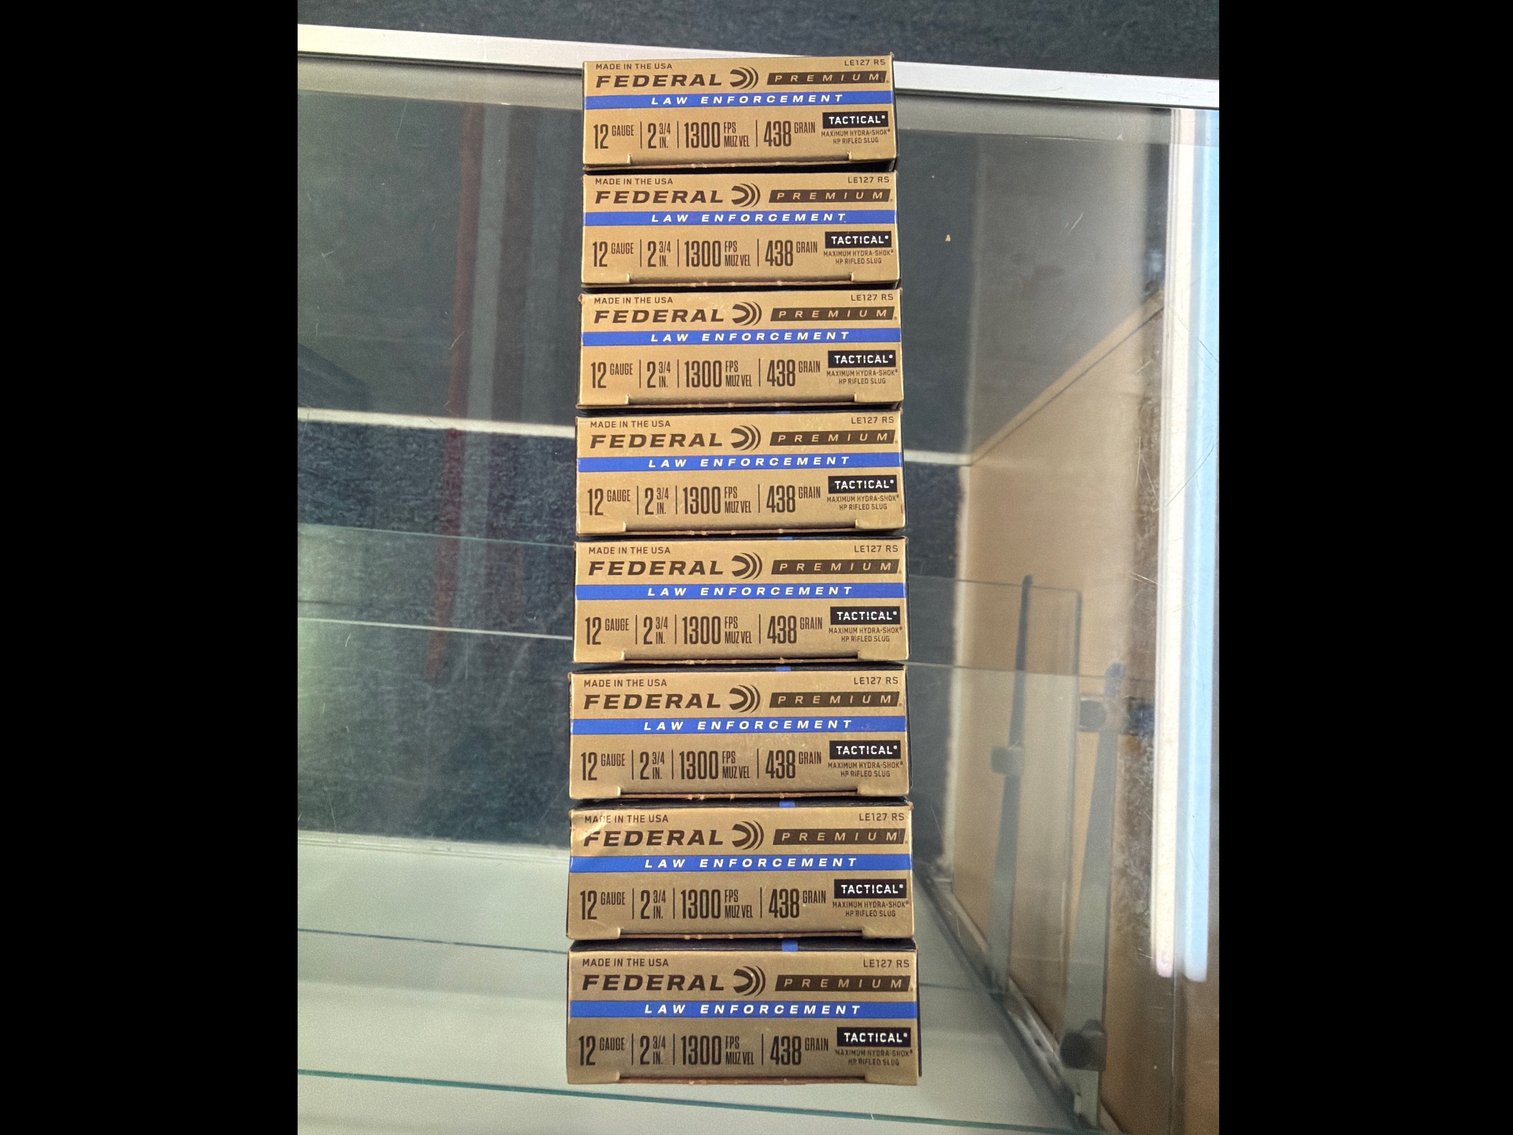 MADE IN THE USA LE127 RS
FEDERAL PREMIUM
LAW ENFORCEMENT
12 GAUGE 2 3/4 IN. 1300 FPS MUZ VEL 438 GRAIN TACTICAL®
MAXIMUM HYDRA-SHOK®
HP RIFLED SLUG
MADE IN THE USA LE127 RS
FEDERAL PREMIUM
LAW ENFORCEMENT
12 GAUGE 2 3/4 IN. 1300 FPS MUZ VEL 438 GRAIN TACTICAL®
MAXIMUM HYDRA-SHOK®
HP RIFLED SLUG
MADE IN THE USA LE127 RS
FEDERAL PREMIUM
LAW ENFORCEMENT
12 GAUGE 2 3/4 IN. 1300 FPS MUZ VEL 438 GRAIN TACTICAL®
MAXIMUM HYDRA-SHOK®
HP RIFLED SLUG
MADE IN THE USA LE127 RS
FEDERAL PREMIUM
LAW ENFORCEMENT
12 GAUGE 2 3/4 IN. 1300 FPS MUZ VEL 438 GRAIN TACTICAL®
MAXIMUM HYDRA-SHOK®
HP RIFLED SLUG
MADE IN THE USA LE127 RS
FEDERAL PREMIUM
LAW ENFORCEMENT
12 GAUGE 2 3/4 IN. 1300 FPS MUZ VEL 438 GRAIN TACTICAL®
MAXIMUM HYDRA-SHOK®
HP RIFLED SLUG
MADE IN THE USA LE127 RS
FEDERAL PREMIUM
LAW ENFORCEMENT
12 GAUGE 2 3/4 IN. 1300 FPS MUZ VEL 438 GRAIN TACTICAL®
MAXIMUM HYDRA-SHOK®
HP RIFLED SLUG
MADE IN THE USA LE127 RS
FEDERAL PREMIUM
LAW ENFORCEMENT
12 GAUGE 2 3/4 IN. 1300 FPS MUZ VEL 438 GRAIN TACTICAL®
MAXIMUM HYDRA-SHOK®
HP RIFLED SLUG
MADE IN THE USA LE127 RS
FEDERAL PREMIUM
LAW ENFORCEMENT
12 GAUGE 2 3/4 IN. 1300 FPS MUZ VEL 438 GRAIN TACTICAL®
MAXIMUM HYDRA-SHOK®
HP RIFLED SLUG